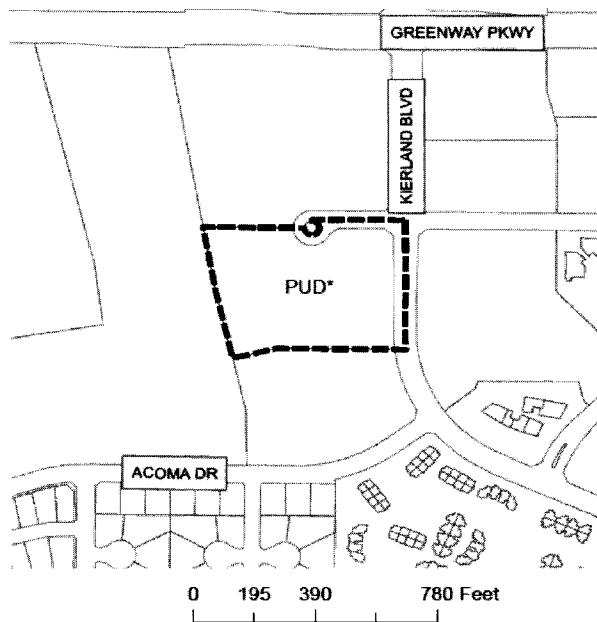 GREENWAY PKWY
KIERLAND BLVD
PUD*
ACOMA DR
0 195 390 780 Feet